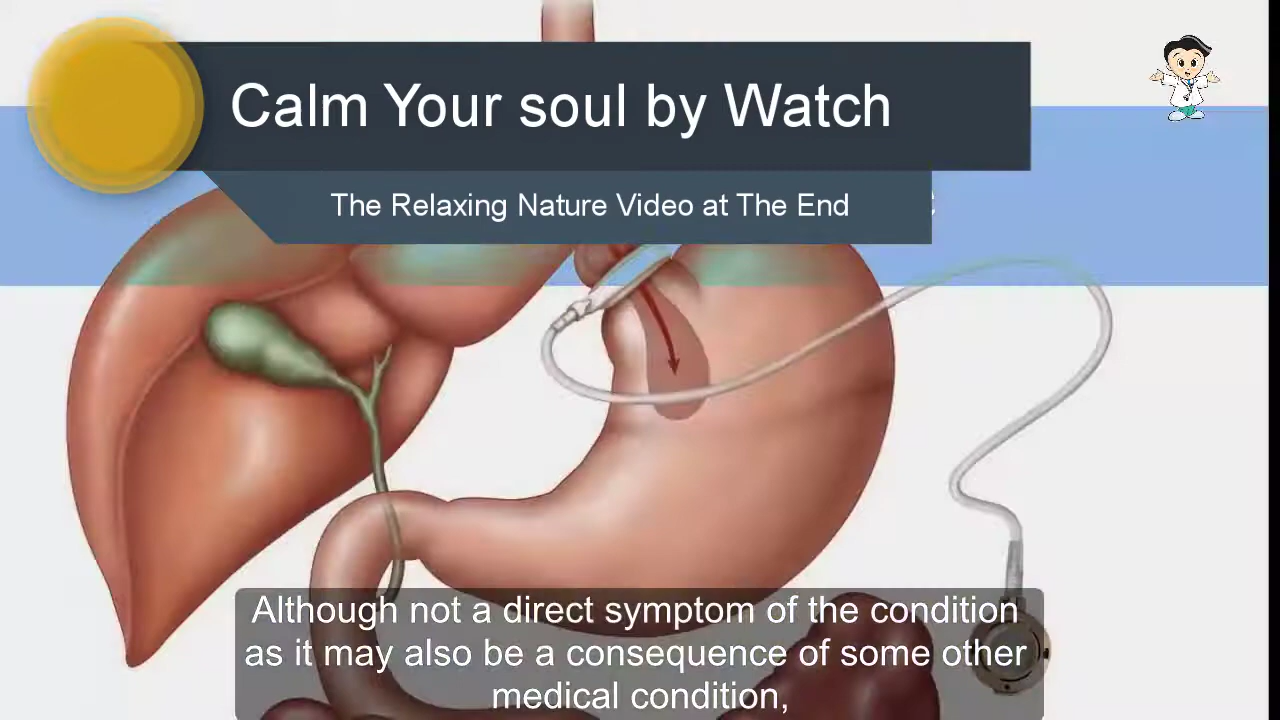 Calm Your soul by Watch
The Relaxing Nature Video at The End
Although not a direct symptom of the condition
as it may also be a consequence of some other
medical condition,